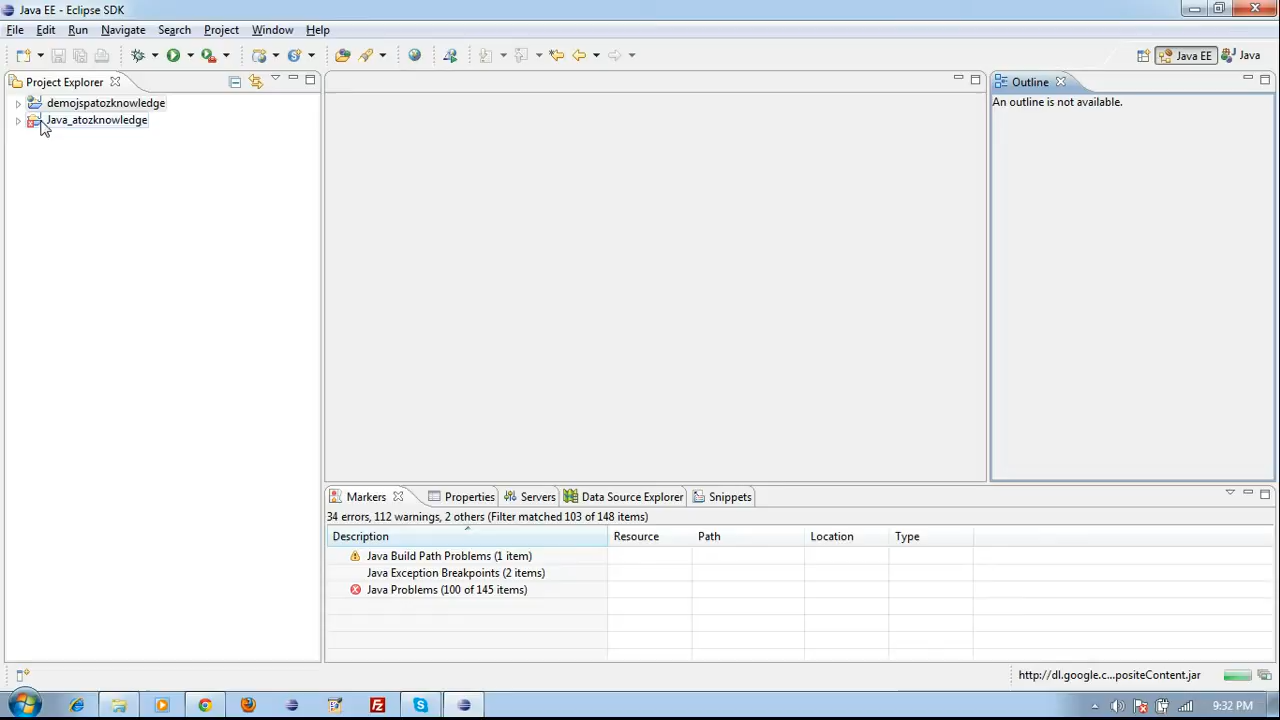 Java EE - Eclipse SDK
File Edit Run Navigate Search Project Window Help
Java EE Java
Project Explorer
demojspatozknowledge
Java_atozknowledge
Outline
An outline is not available.
Markers Properties Servers Data Source Explorer Snippets
34 errors, 112 warnings, 2 others (Filter matched 103 of 148 items)
Description Resource Path Location Type
Java Build Path Problems (1 item)
Java Exception Breakpoints (2 items)
Java Problems (100 of 145 items)
http://dl.google.c...positeContent.jar
9:32 PM